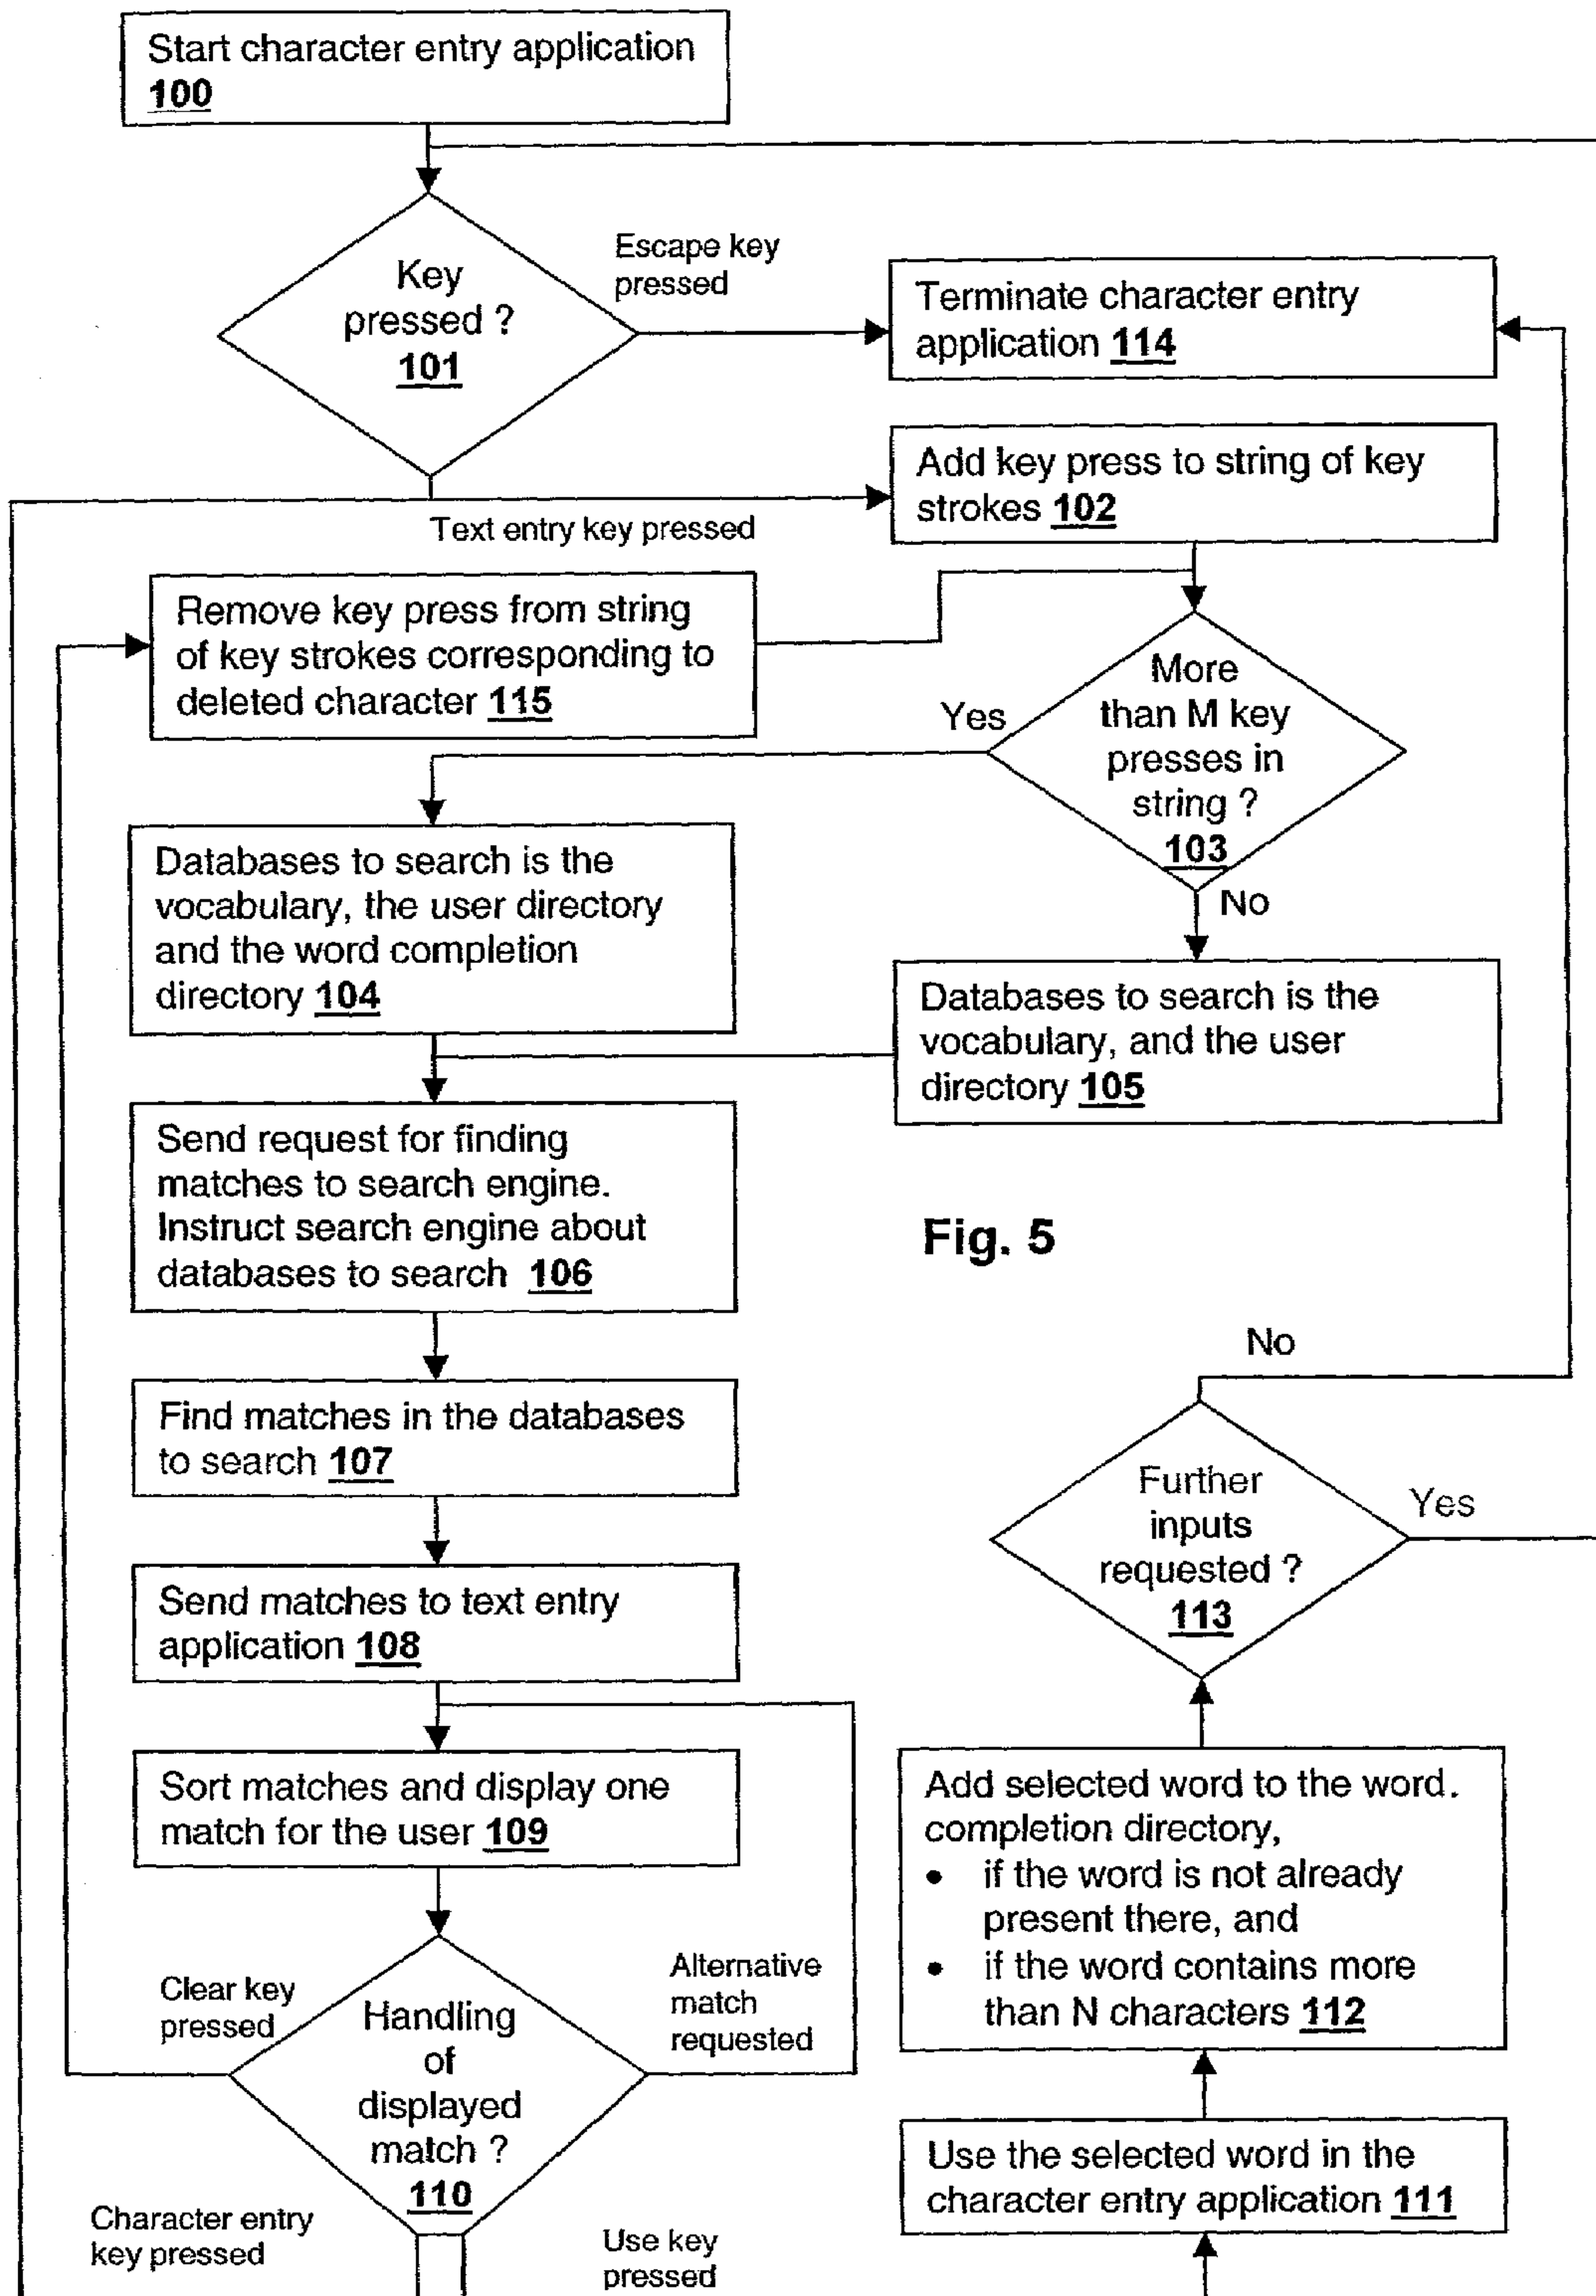 Start character entry application
100
Key
pressed ?
101
Escape key
pressed
Terminate character entry
application 114
Add key press to string of key
strokes 102
Text entry key pressed
Remove key press from string
of key strokes corresponding to
deleted character 115
More
than M key
presses in
string ?
103
Yes
No
Databases to search is the
vocabulary, the user directory
and the word completion
directory 104
Databases to search is the
vocabulary, and the user
directory 105
Send request for finding
matches to search engine.
Instruct search engine about
databases to search 106
Fig. 5
Find matches in the databases
to search 107
Send matches to text entry
application 108
Sort matches and display one
match for the user 109
Clear key
pressed
Handling
of
displayed
match ?
110
Alternative
match
requested
Character entry
key pressed
Use key
pressed
No
Further
inputs
requested ?
113
Yes
Add selected word to the word.
completion directory,
• if the word is not already
present there, and
• if the word contains more
than N characters 112
Use the selected word in the
character entry application 111